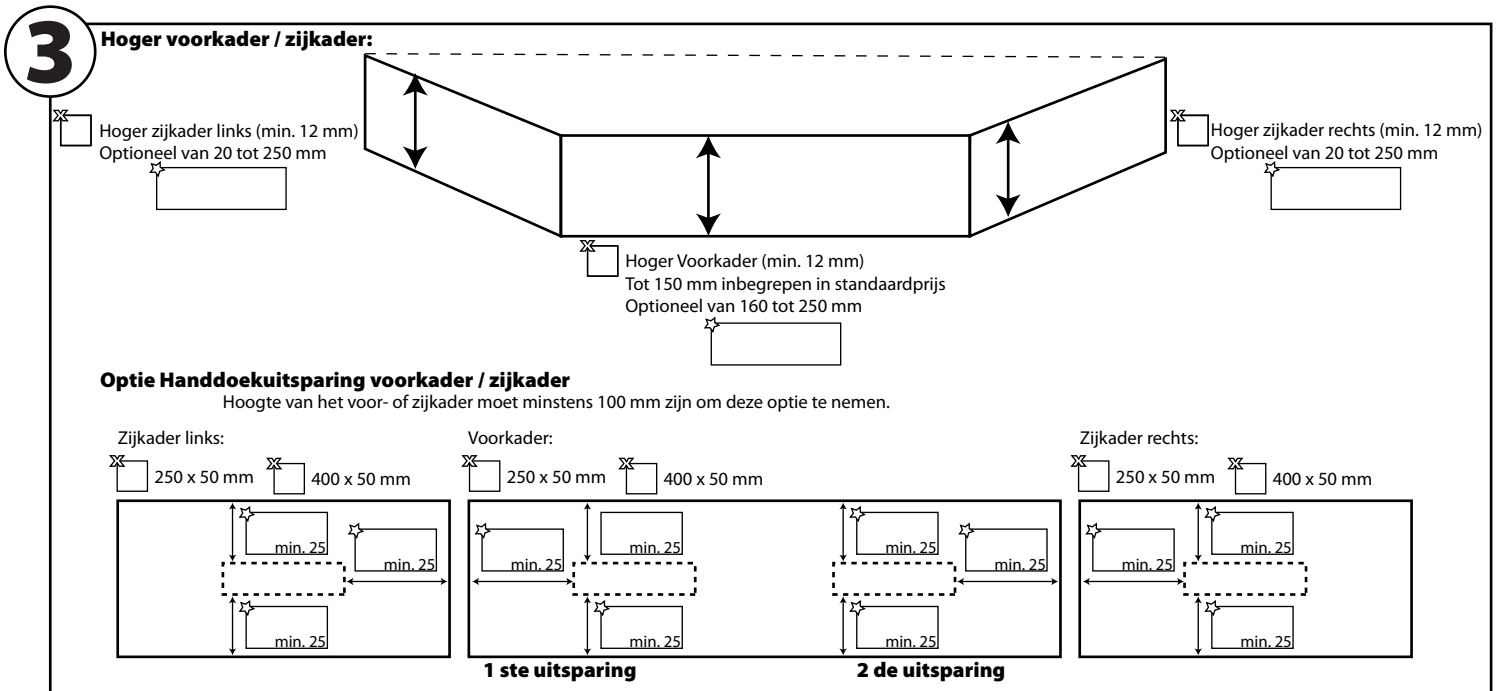 3
Hoger voorkader / zijkader:
Hoger zijkader links (min. 12 mm)
Optioneel van 20 tot 250 mm
Hoger zijkader rechts (min. 12 mm)
Optioneel van 20 tot 250 mm
Hoger Voorkader (min. 12 mm)
Tot 150 mm inbegrepen in standaardprijs
Optioneel van 160 tot 250 mm
Optie Handdoekuitsparing voorkader / zijkader
Hoogte van het voor- of zijkader moet minstens 100 mm zijn om deze optie te nemen.
Zijkader links:
250 x 50 mm
400 x 50 mm
min. 25
min. 25
min. 25
Voorkader:
250 x 50 mm
400 x 50 mm
min. 25
min. 25
min. 25
min. 25
min. 25
min. 25
1 ste uitsparing
2 de uitsparing
Zijkader rechts:
250 x 50 mm
400 x 50 mm
min. 25
min. 25
min. 25